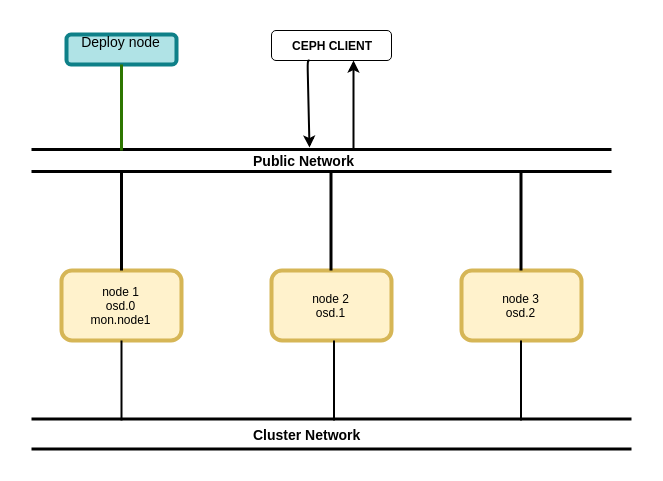 Deploy node
CEPH CLIENT
Public Network
node 1
osd.0
mon.node1
node 2
osd.1
node 3
osd.2
Cluster Network